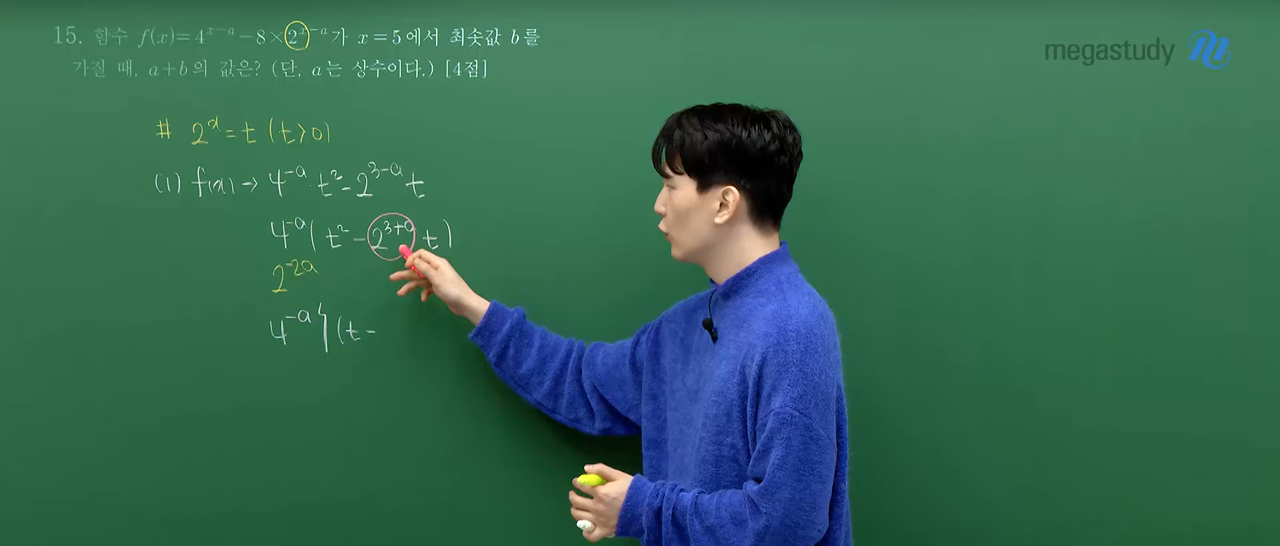 15. 함수 f(x)=4^{x-a}-8×2^{x-a}가 x=5에서 최솟값 b를
가질 때, a+b의 값은? (단, a는 상수이다.) [4점]
megastudy
# 2^x=t (t>0)
(1) f(x)→ 4^{-a}·t²-2^{3-a}t
4^{-a}(t²-2^{3+a}t)
2^{-2a}
4^{-a}{(t-